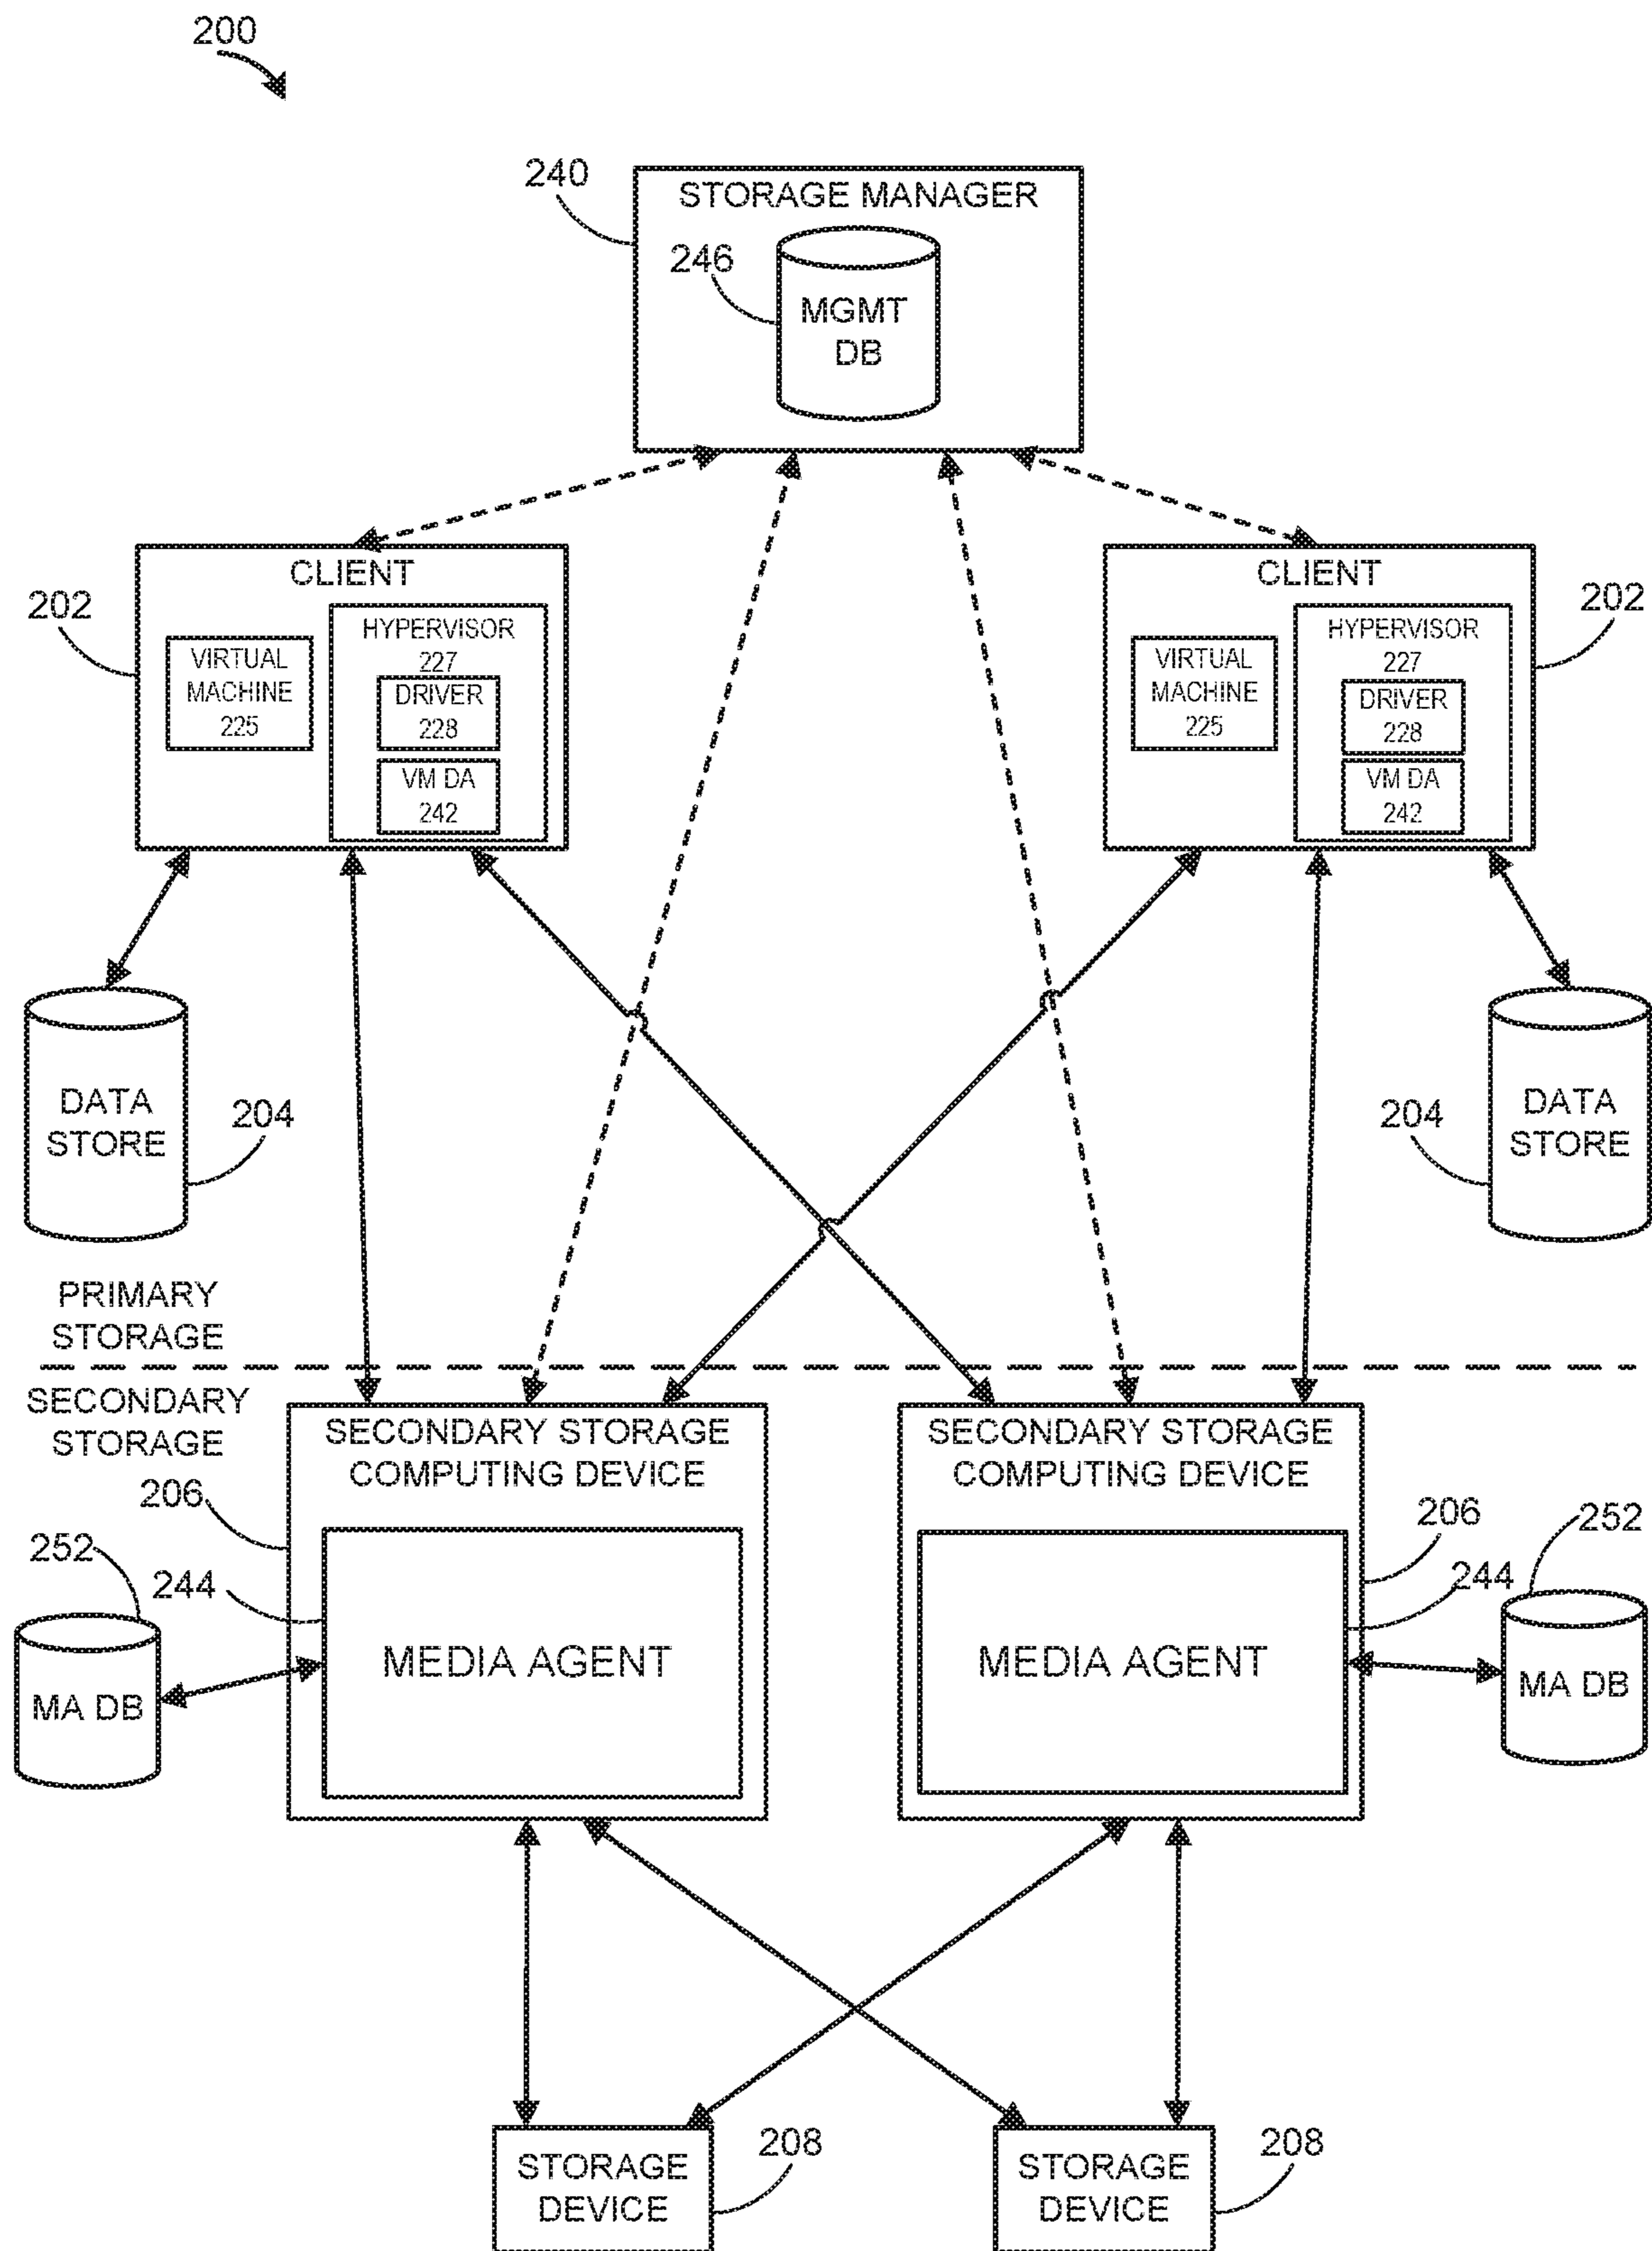 200
240
STORAGE MANAGER
246
MGMT
DB
CLIENT
202
VIRTUAL
MACHINE
225
HYPERVISOR
227
DRIVER
228
VM DA
242
CLIENT
202
VIRTUAL
MACHINE
225
HYPERVISOR
227
DRIVER
228
VM DA
242
DATA
STORE
204
204
DATA
STORE
PRIMARY
STORAGE
SECONDARY
STORAGE
SECONDARY STORAGE
COMPUTING DEVICE
206
252
244
MEDIA AGENT
MA DB
SECONDARY STORAGE
COMPUTING DEVICE
206
252
244
MEDIA AGENT
MA DB
STORAGE
DEVICE
208
STORAGE
DEVICE
208